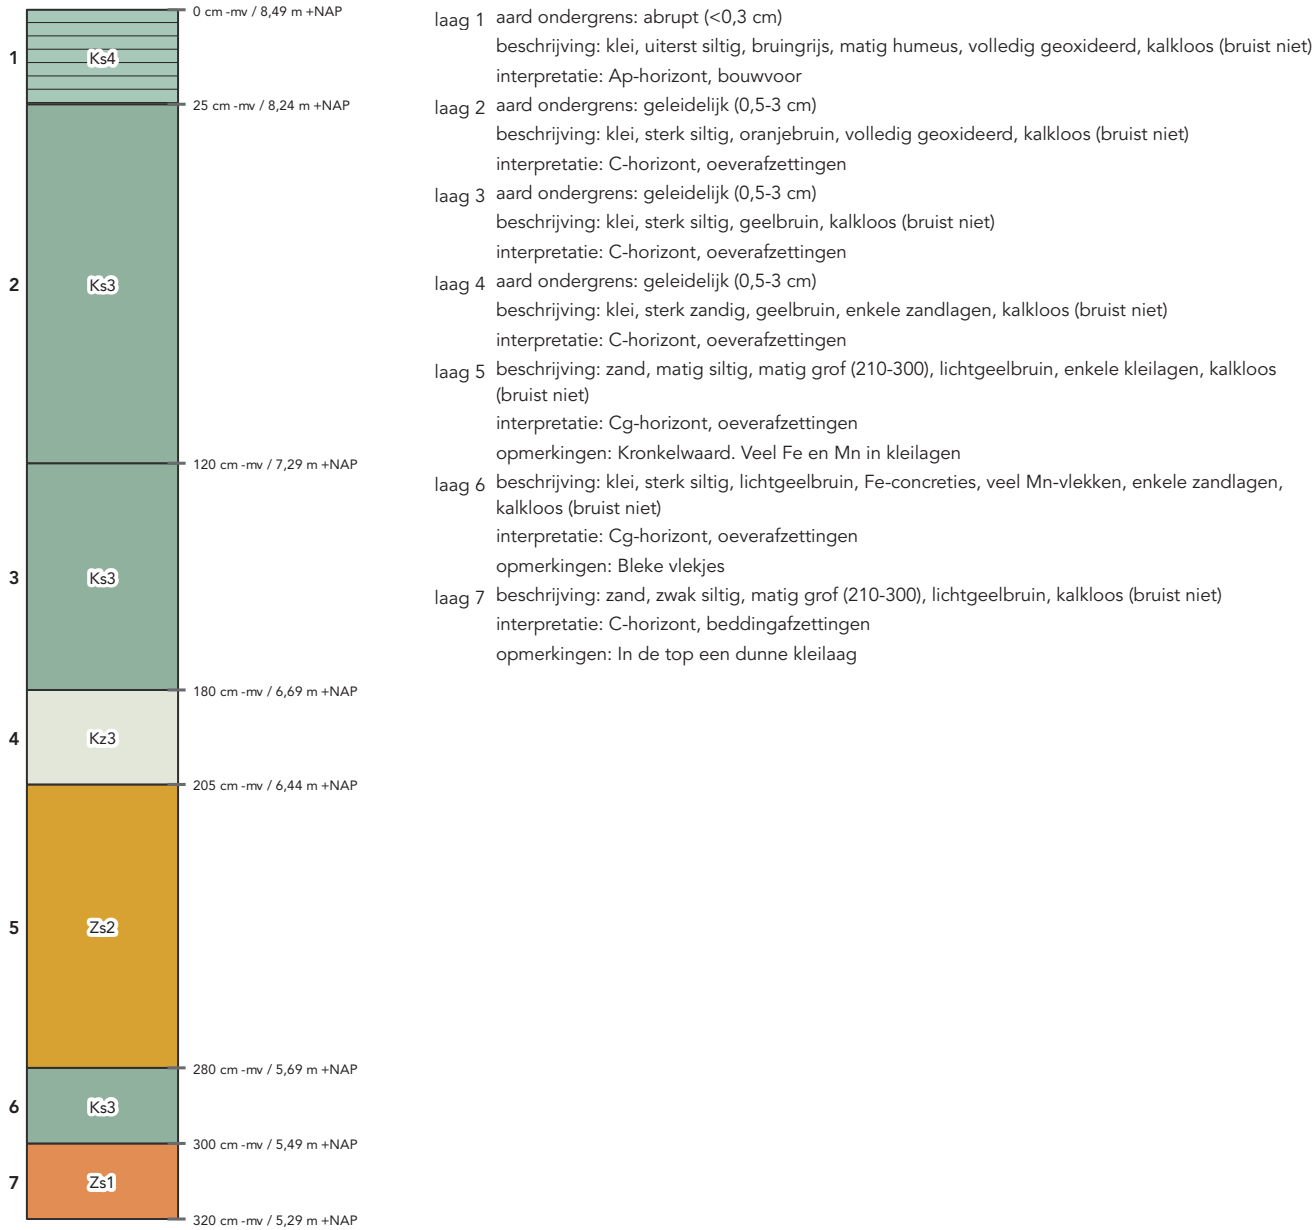 0 cm -mv / 8,49 m +NAP
1
Ks4
25 cm -mv / 8,24 m +NAP
2
Ks3
120 cm -mv / 7,29 m +NAP
3
Ks3
180 cm -mv / 6,69 m +NAP
4
Kz3
205 cm -mv / 6,44 m +NAP
5
Zs2
280 cm -mv / 5,69 m +NAP
6
Ks3
300 cm -mv / 5,49 m +NAP
7
Zs1
320 cm -mv / 5,29 m +NAP
laag 1 aard ondergrens: abrupt (<0,3 cm)
beschrijving: klei, uiterst siltig, bruingrijs, matig humeus, volledig geoxideerd, kalkloos (bruist niet)
interpretatie: Ap-horizont, bouwvoor
laag 2 aard ondergrens: geleidelijk (0,5-3 cm)
beschrijving: klei, sterk siltig, oranjebruin, volledig geoxideerd, kalkloos (bruist niet)
interpretatie: C-horizont, oeverafzettingen
laag 3 aard ondergrens: geleidelijk (0,5-3 cm)
beschrijving: klei, sterk siltig, geelbruin, kalkloos (bruist niet)
interpretatie: C-horizont, oeverafzettingen
laag 4 aard ondergrens: geleidelijk (0,5-3 cm)
beschrijving: klei, sterk zandig, geelbruin, enkele zandlagen, kalkloos (bruist niet)
interpretatie: C-horizont, oeverafzettingen
laag 5 beschrijving: zand, matig siltig, matig grof (210-300), lichtgeelbruin, enkele kleilagen, kalkloos
(bruist niet)
interpretatie: Cg-horizont, oeverafzettingen
opmerkingen: Kronkelwaard. Veel Fe en Mn in kleilagen
laag 6 beschrijving: klei, sterk siltig, lichtgeelbruin, Fe-concreties, veel Mn-vlekken, enkele zandlagen,
kalkloos (bruist niet)
interpretatie: Cg-horizont, oeverafzettingen
opmerkingen: Bleke vlekjes
laag 7 beschrijving: zand, zwak siltig, matig grof (210-300), lichtgeelbruin, kalkloos (bruist niet)
interpretatie: C-horizont, beddingafzettingen
opmerkingen: In de top een dunne kleilaag